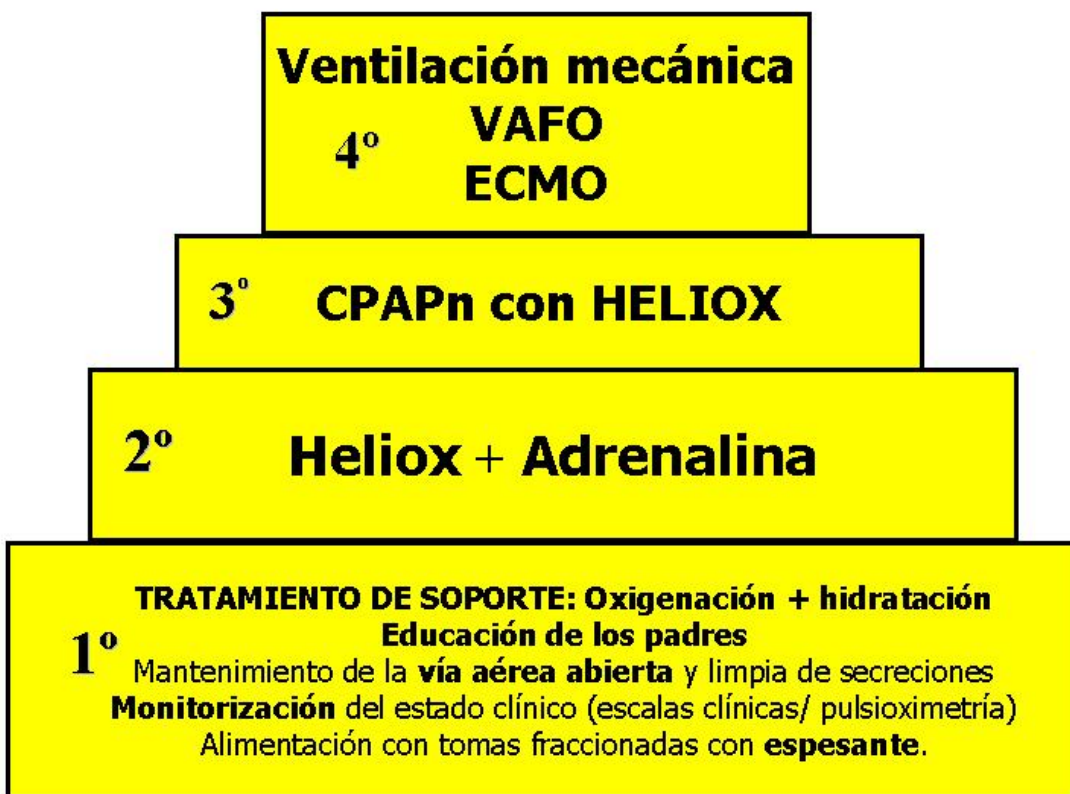 Ventilación mecánica
VAFO
4º
ECMO
3º CPAPn con HELIOX
2º Heliox + Adrenalina
TRATAMIENTO DE SOPORTE: Oxigenación + hidratación
Educación de los padres
1º
Mantenimiento de la vía aérea abierta y limpia de secreciones
Monitorización del estado clínico (escalas clínicas/ pulsioximetría)
Alimentación con tomas fraccionadas con espesante.